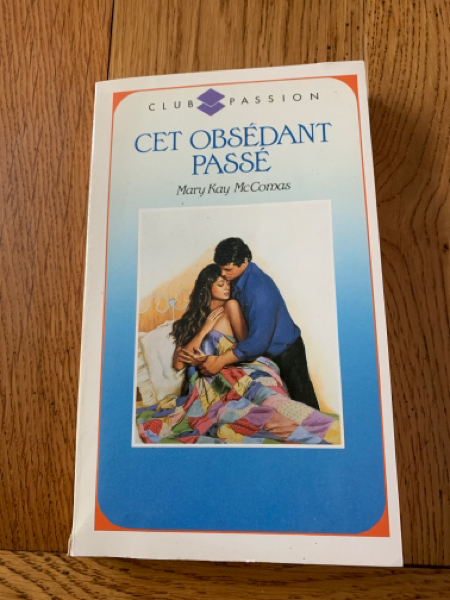 CLUB PASSION
CET OBSÉDANT
PASSÉ
Mary Kay McComas